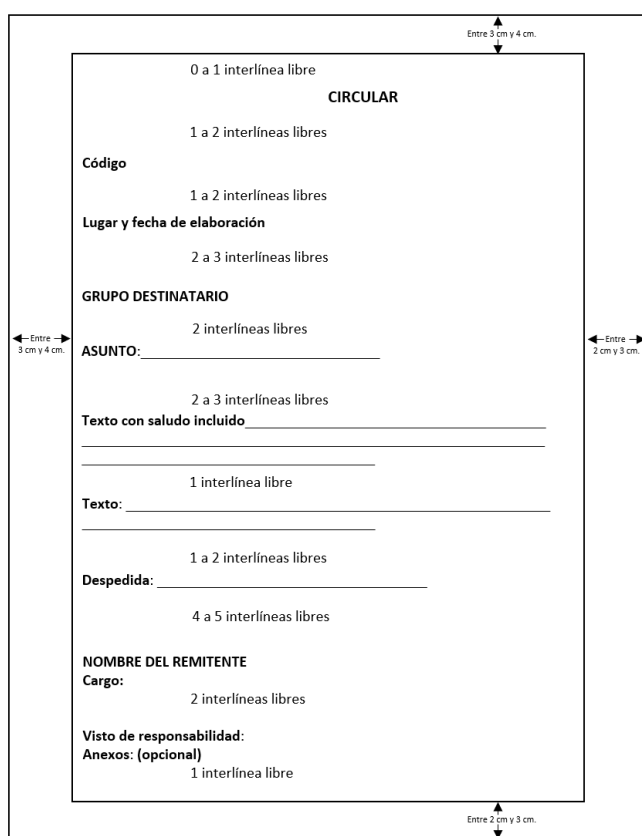 Entre 3 cm y 4 cm.
0 a 1 interlínea libre
CIRCULAR
1 a 2 interlíneas libres
Código
1 a 2 interlíneas libres
Lugar y fecha de elaboración
2 a 3 interlíneas libres
GRUPO DESTINATARIO
2 interlíneas libres
Entre
3 cm y 4 cm.
ASUNTO:
Entre
2 cm y 3 cm.
2 a 3 interlíneas libres
Texto con saludo incluido
1 interlínea libre
Texto:
1 a 2 interlíneas libres
Despedida:
4 a 5 interlíneas libres
NOMBRE DEL REMITENTE
Cargo:
2 interlíneas libres
Visto de responsabilidad:
Anexos: (opcional)
1 interlínea libre
Entre 2 cm y 3 cm.